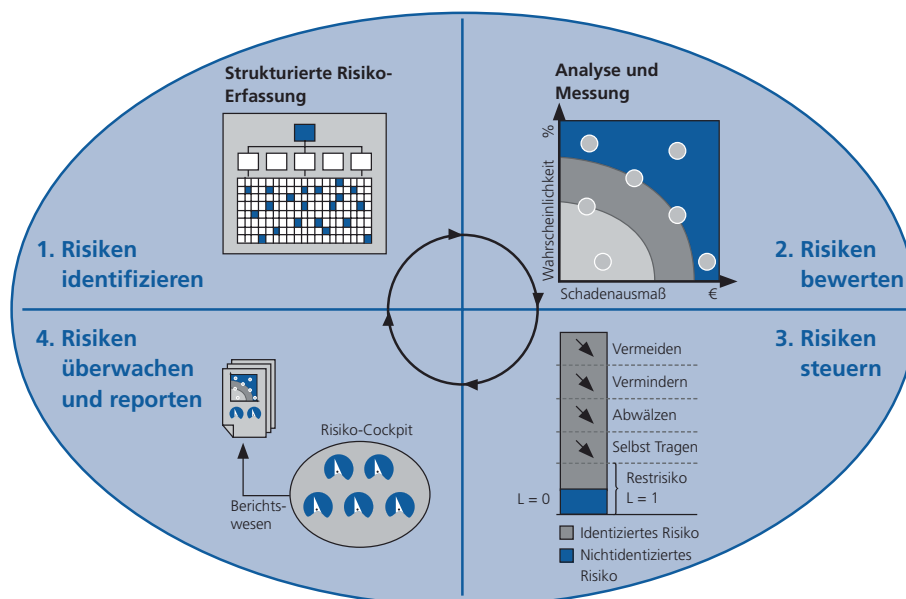 Strukturierte Risiko-
Erfassung
1. Risiken
identifizieren
Analyse und
Messung
%
Wahrscheinlichkeit
Schadenausmaß €
2. Risiken
bewerten
3. Risiken
steuern
Vermeiden
Vermindern
Abwälzen
Selbst Tragen
Restrisiko
L = 0
L = 1
Identiziertes Risiko
Nichtidentiziertes
Risiko
4. Risiken
überwachen
und reporten
Risiko-Cockpit
Berichts-
wesen